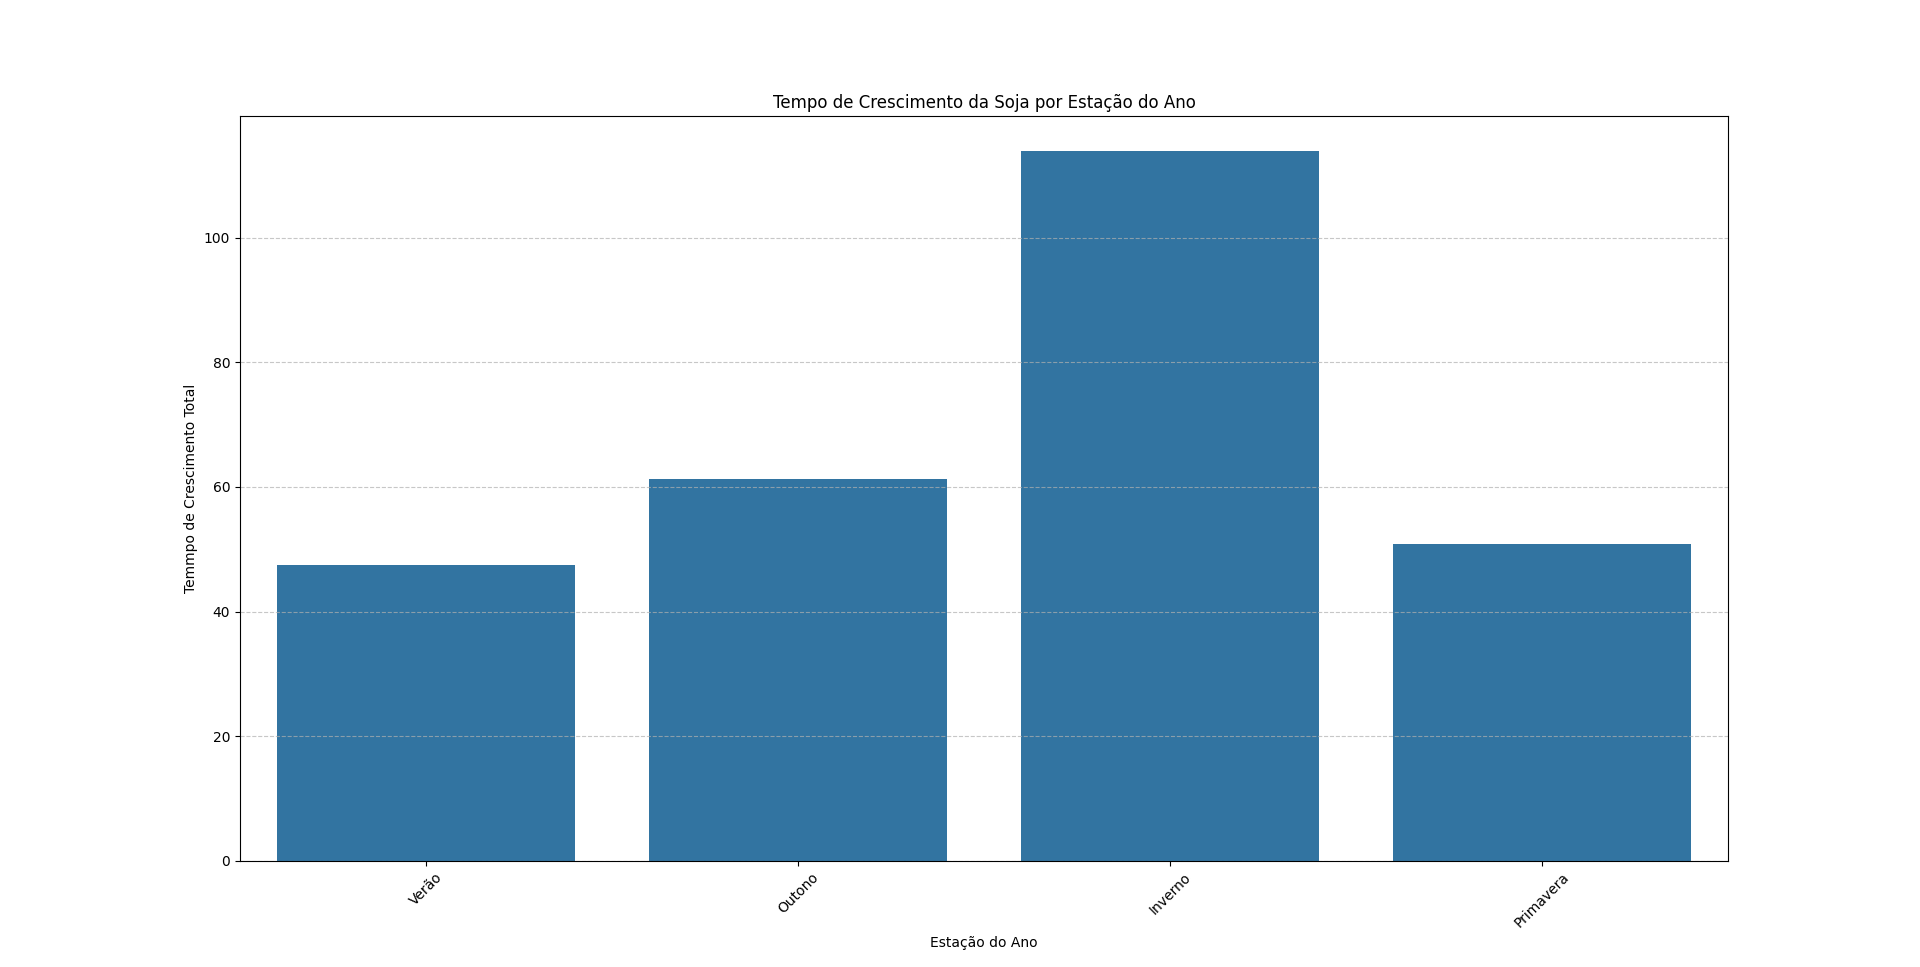 Tempo de Crescimento da Soja por Estação do Ano
Temmpo de Crescimento Total
100
80
60
40
20
0
Verão
Outono
Inverno
Primavera
Estação do Ano